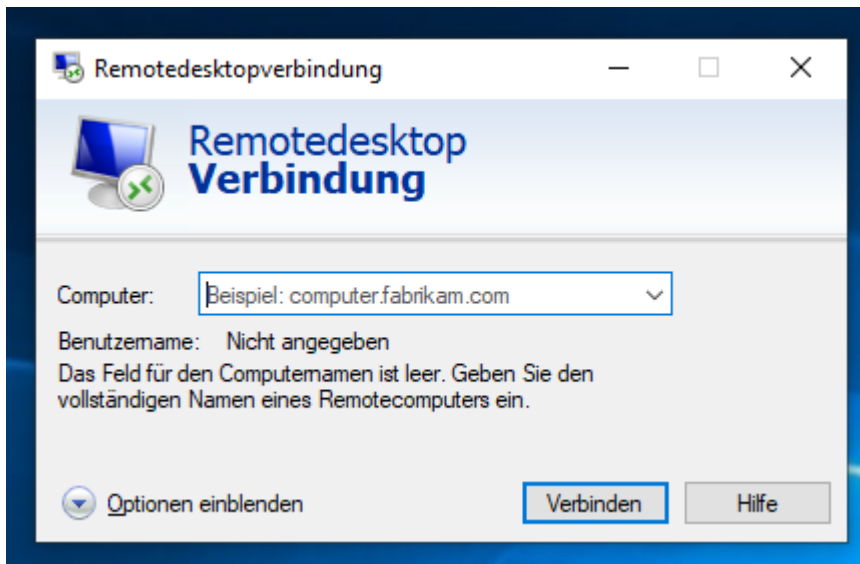 Remotedesktopverbindung
Remotedesktop
Verbindung
Computer: Beispiel: computer.fabrikam.com
Benutzername: Nicht angegeben
Das Feld für den Computernamen ist leer. Geben Sie den
vollständigen Namen eines Remotecomputers ein.
Optionen einblenden Verbinden Hilfe